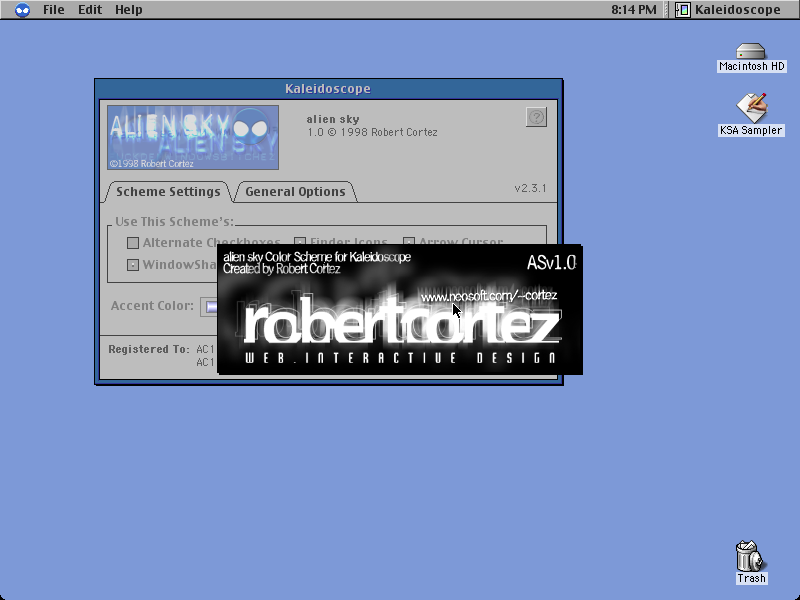 File Edit Help
8:14 PM Kaleidoscope
Macintosh HD
KSA Sampler
Kaleidoscope
ALIEN SKY
ALIEN SKY
©1998 Robert Cortez
alien sky
1.0 © 1998 Robert Cortez
?
Scheme Settings
General Options
v2.3.1
Use This Scheme's:
Alternate Checkboxes
Finder Icons
Arrow Cursor
WindowSha
Accent Color:
Registered To: AC1
AC1
alien sky Color Scheme for Kaleidoscope
Created by Robert Cortez
ASv1.0
www.neosoft.com/~cortez
robertcortez
WEB.INTERACTIVE DESIGN
Trash